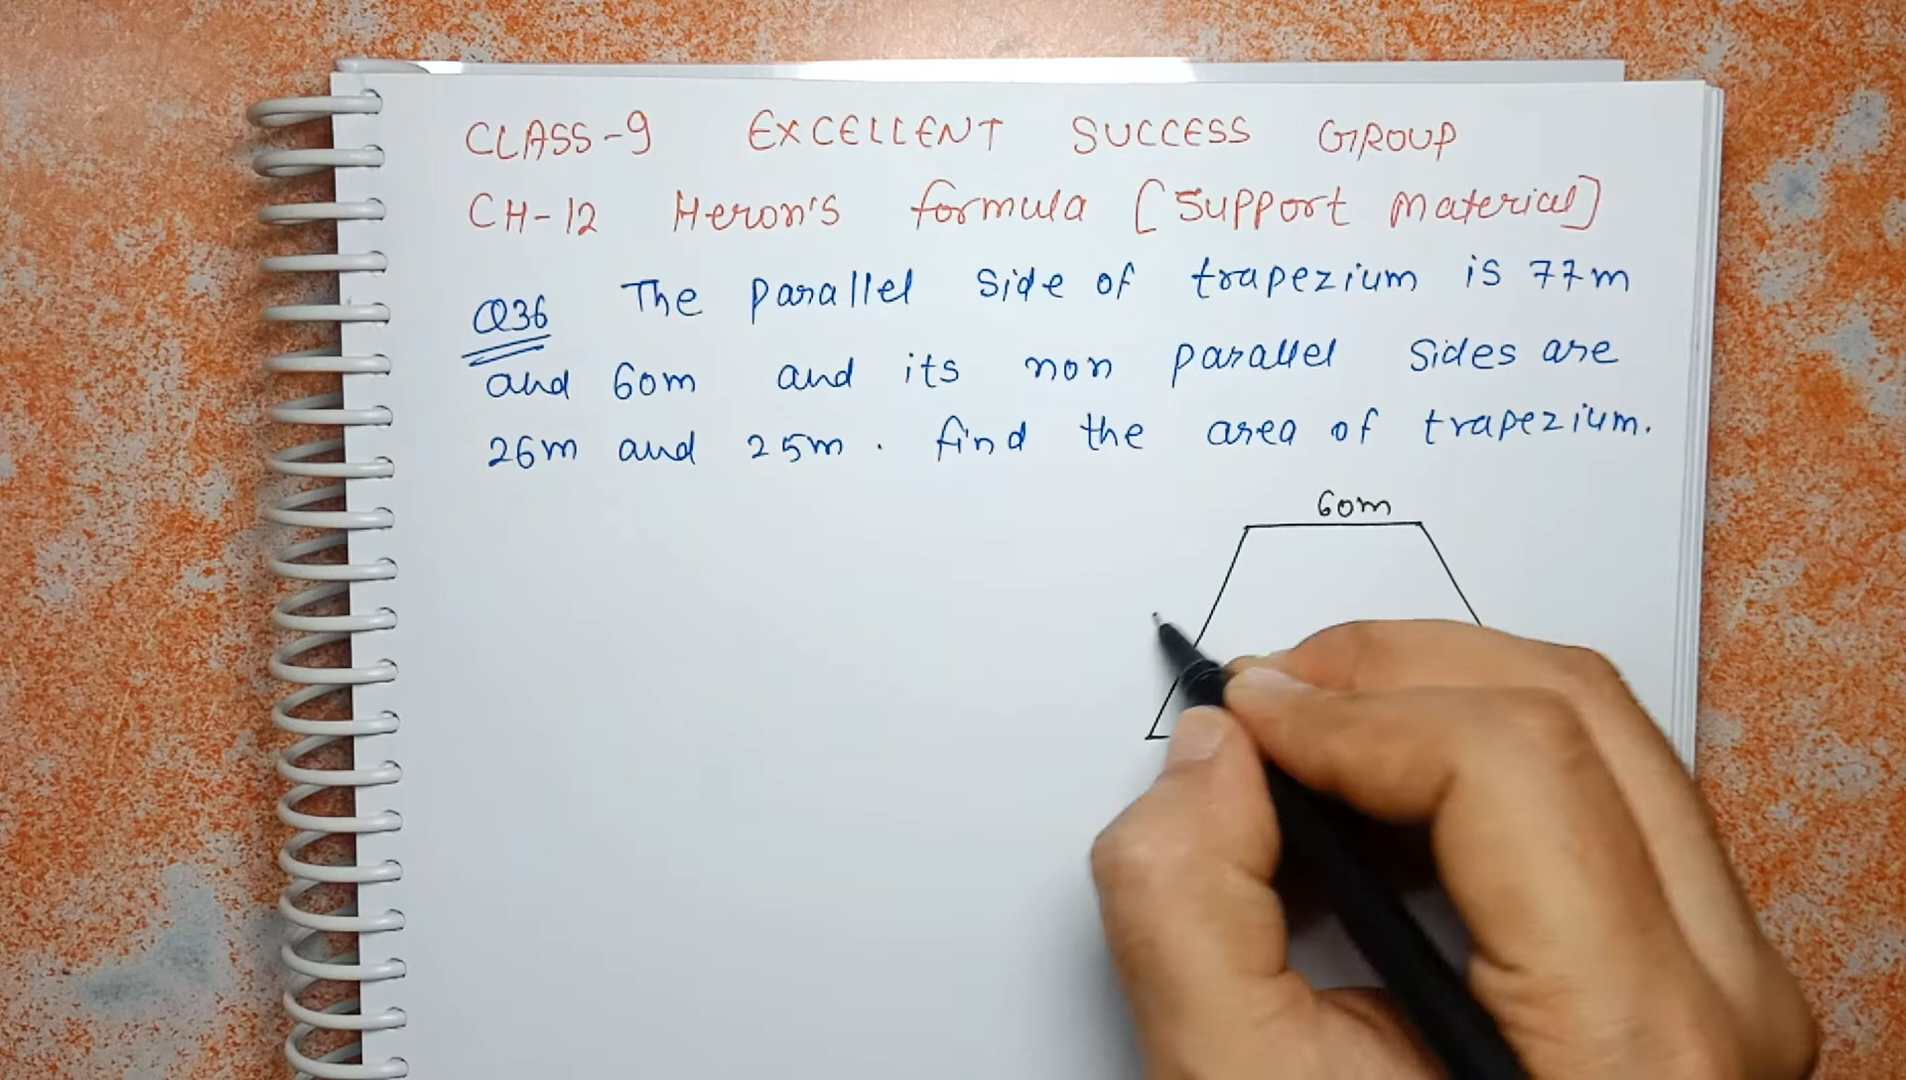 CLASS-9 EXCELLENT SUCCESS GROUP
CH-12 Heron's formula [Support Material]
Q36 The parallel side of trapezium is 77m
and 60m and its non parallel sides are
26m and 25m. find the area of trapezium.
60m